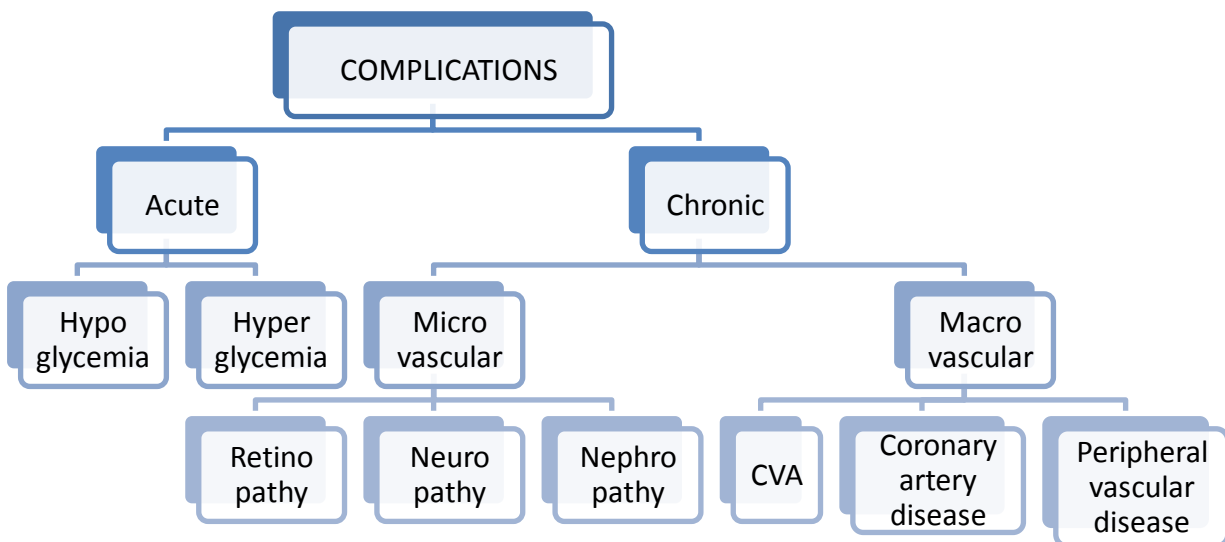 COMPLICATIONS
Acute
Chronic
Hypo
glycemia
Hyper
glycemia
Micro
vascular
Macro
vascular
Retino
pathy
Neuro
pathy
Nephro
pathy
CVA
Coronary
artery
disease
Peripheral
vascular
disease